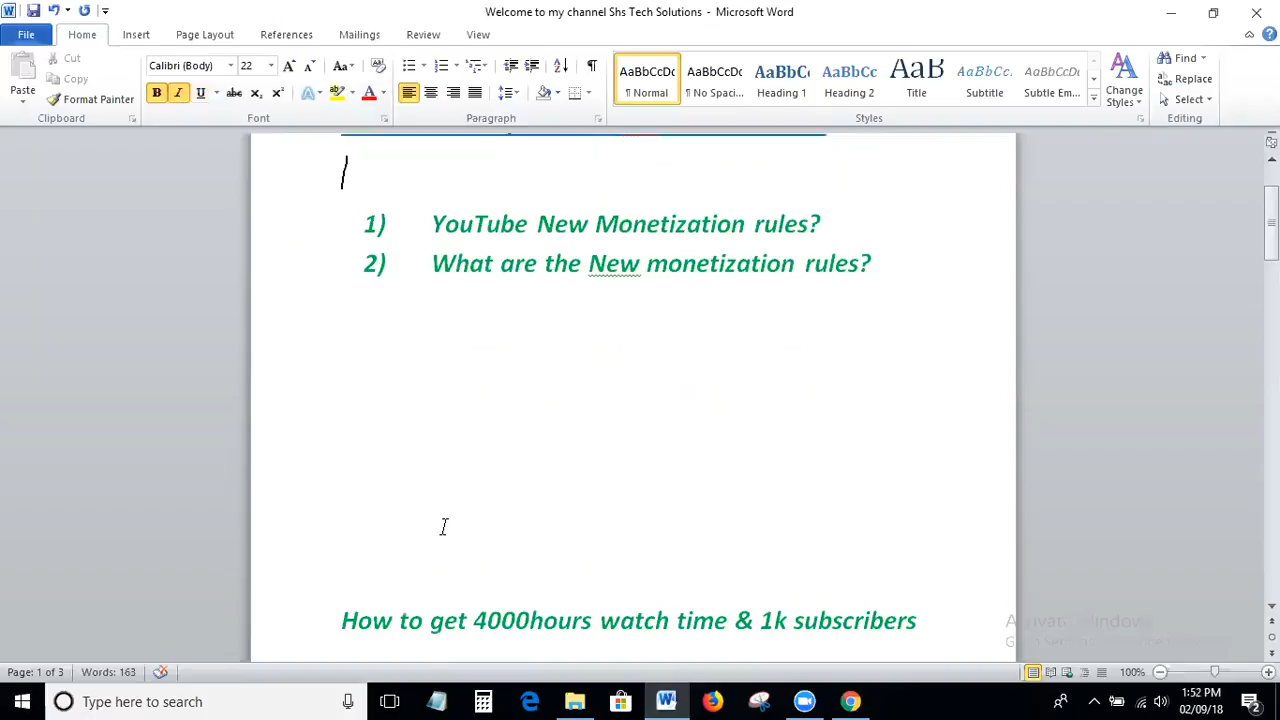 Welcome to my channel Shs Tech Solutions - Microsoft Word
File Home Insert Page Layout References Mailings Review View
Cut
Copy
Format Painter
Paste
Clipboard
Calibri (Body) 22
Font
Paragraph
AaBbCcDc AaBbCcDc AaBbCc AaBbCc AaB AaBbCc. AaBbCcDc
¶ Normal ¶ No Spaci... Heading 1 Heading 2 Title Subtitle Subtle Em...
Change
Styles
Styles
Find
Replace
Select
Editing
1) YouTube New Monetization rules?
2) What are the New monetization rules?
How to get 4000hours watch time & 1k subscribers
Page: 1 of 3 Words: 163 100%
Type here to search
1:52 PM
02/09/18
2